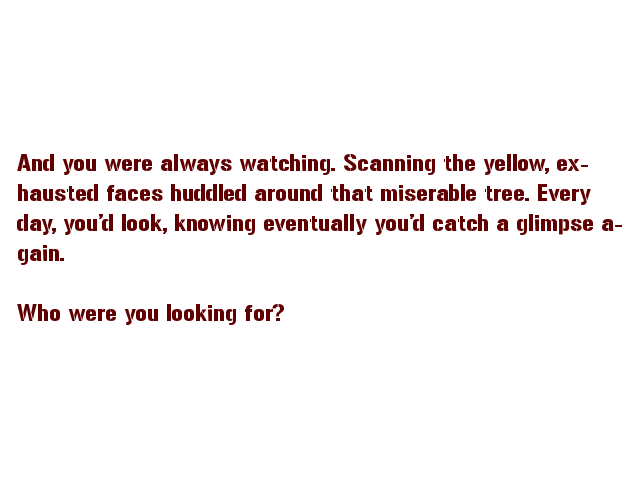 And you were always watching. Scanning the yellow, ex-
hausted faces huddled around that miserable tree. Every
day, you’d look, knowing eventually you’d catch a glimpse a-
gain.
Who were you looking for?